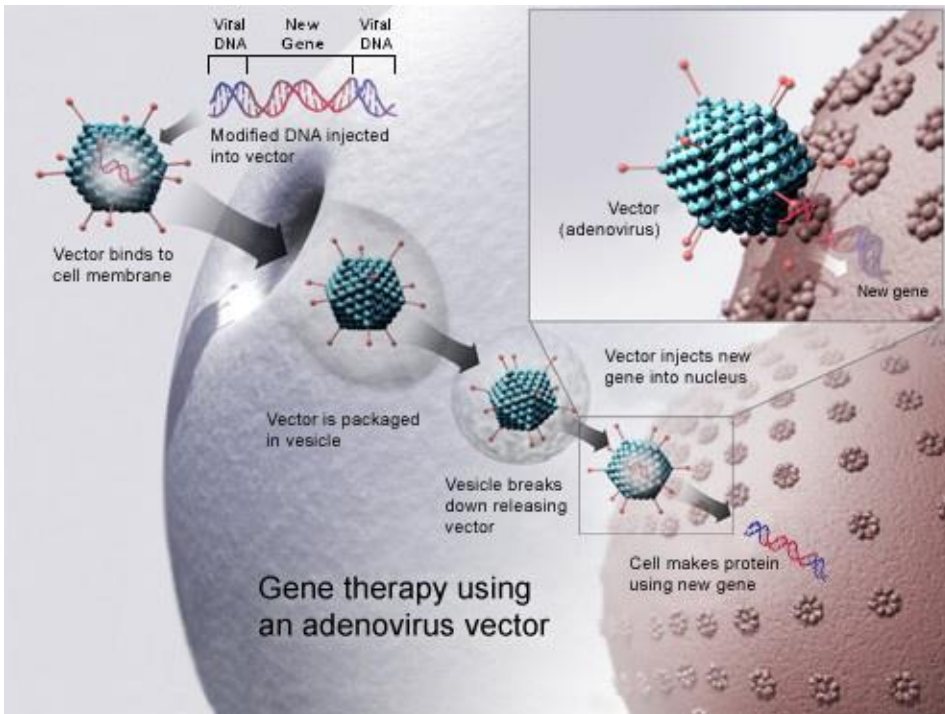 Viral New Viral
DNA Gene DNA
Modified DNA injected
into vector
Vector binds to
cell membrane
Vector
(adenovirus)
New gene
Vector is packaged
in vesicle
Vector injects new
gene into nucleus
Vesicle breaks
down releasing
vector
Cell makes protein
using new gene
Gene therapy using
an adenovirus vector